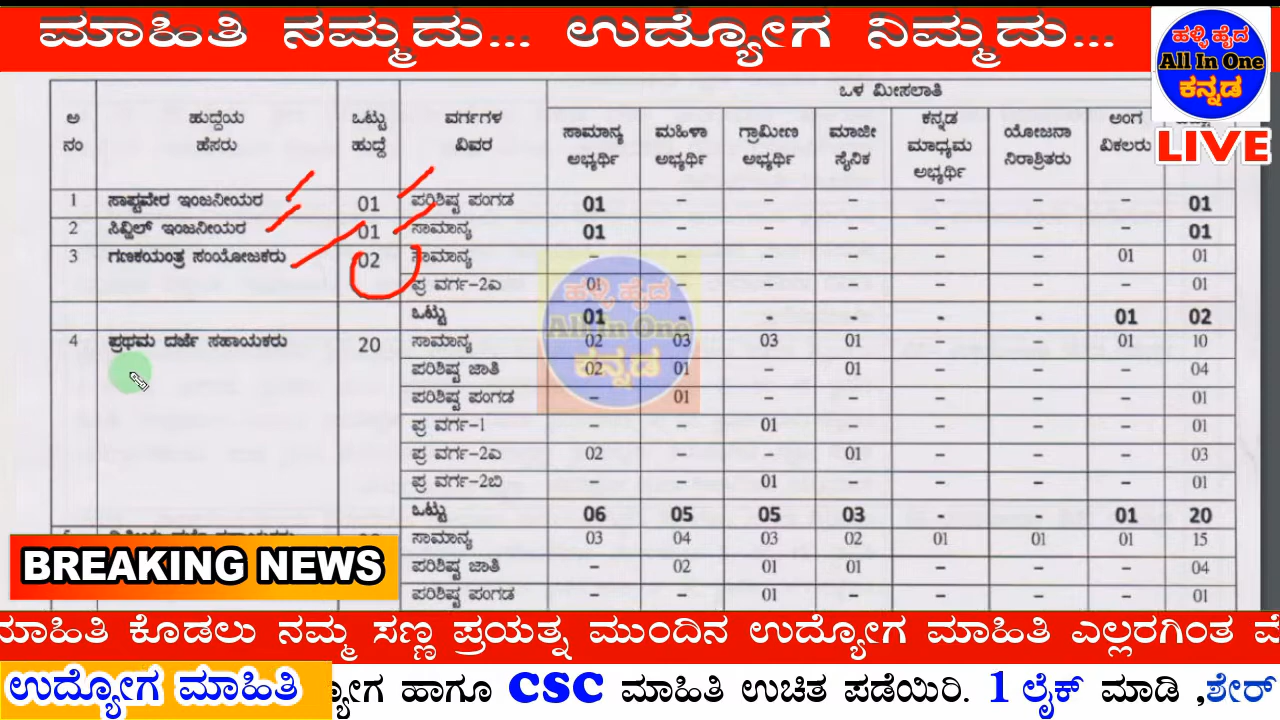 ಮಾಹಿತಿ ನಮ್ಮದು... ಉದ್ಯೋಗ ನಿಮ್ಮದು...
ಹಳ್ಳಿ ಹೈದ
All In One
ಕನ್ನಡ
LIVE
ಒಳ ಮೀಸಲಾತಿ
ಅ ನಂ ಹುದ್ದೆಯ ಹೆಸರು ಒಟ್ಟು ಹುದ್ದೆ ವರ್ಗಗಳ ವಿವರ ಸಾಮಾನ್ಯ ಅಭ್ಯರ್ಥಿ ಮಹಿಳಾ ಅಭ್ಯರ್ಥಿ ಗ್ರಾಮೀಣ ಅಭ್ಯರ್ಥಿ ಮಾಜೀ ಸೈನಿಕ ಕನ್ನಡ ಮಾಧ್ಯಮ ಅಭ್ಯರ್ಥಿ ಯೋಜನಾ ನಿರಾಶ್ರಿತರು ಅಂಗ ವಿಕಲರು
1 ಸಾಪ್ಟವೇರ ಇಂಜನೀಯರ 01 ಪರಿಶಿಷ್ಟ ಪಂಗಡ 01 – – – – – – 01
2 ಸಿವ್ಹಿಲ್ ಇಂಜನೀಯರ 01 ಸಾಮಾನ್ಯ 01 – – – – – – 01
3 ಗಣಕಯಂತ್ರ ಸಂಯೋಜಕರು 02 ಸಾಮಾನ್ಯ – – – – – – 01 01
ಪ್ರ ವರ್ಗ-2ಎ 01 – – – – – – 01
ಒಟ್ಟು 01 - - - - - 01 02
4 ಪ್ರಥಮ ದರ್ಜೆ ಸಹಾಯಕರು 20 ಸಾಮಾನ್ಯ 02 03 03 01 – – 01 10
ಪರಿಶಿಷ್ಟ ಜಾತಿ 02 01 – 01 – – – 04
ಪರಿಶಿಷ್ಟ ಪಂಗಡ – 01 – – – – – 01
ಪ್ರ ವರ್ಗ-1 – – 01 – – – – 01
ಪ್ರ ವರ್ಗ-2ಎ 02 – – 01 – – – 03
ಪ್ರ ವರ್ಗ-2ಬಿ – – 01 – – – – 01
ಒಟ್ಟು 06 05 05 03 - - 01 20
ಸಾಮಾನ್ಯ 03 04 03 02 01 01 01 15
ಪರಿಶಿಷ್ಟ ಜಾತಿ – 02 01 01 – – – 04
ಪರಿಶಿಷ್ಟ ಪಂಗಡ – – 01 – – – – 01
ಹಳ್ಳಿ ಹೈದ
All In One
ಕನ್ನಡ
BREAKING NEWS
ಮಾಹಿತಿ ಕೊಡಲು ನಮ್ಮ ಸಣ್ಣ ಪ್ರಯತ್ನ ಮುಂದಿನ ಉದ್ಯೋಗ ಮಾಹಿತಿ ಎಲ್ಲರಗಿಂತ
ಉದ್ಯೋಗ ಮಾಹಿತಿ ಹಾಗೂ CSC ಮಾಹಿತಿ ಉಚಿತ ಪಡೆಯಿರಿ. 1 ಲೈಕ್ ಮಾಡಿ ,ಶೇರ್